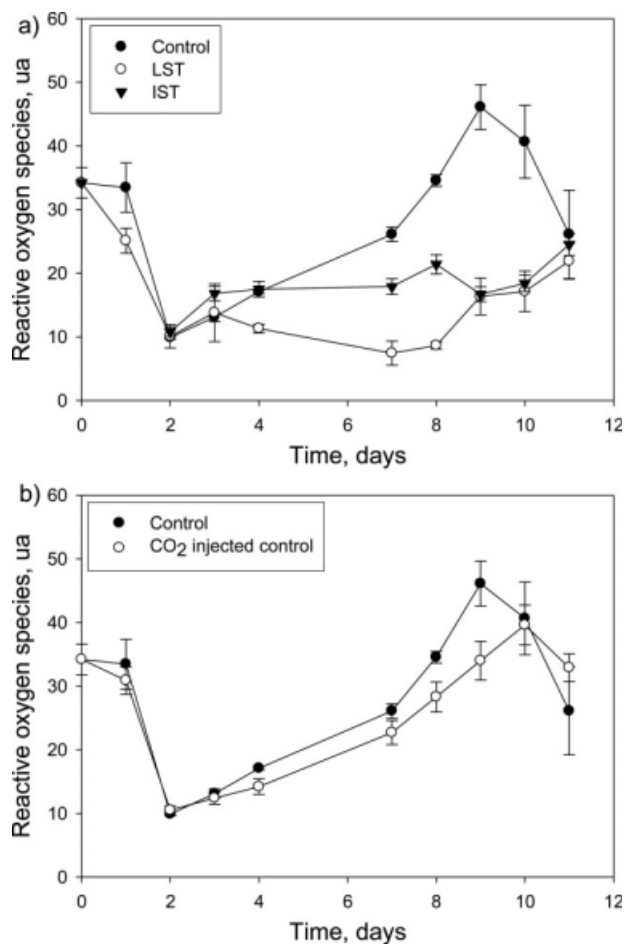 a)
60
50
40
30
20
10
0
Reactive oxygen species, ua
Control
LST
IST
0 2 4 6 8 10 12
Time, days
b)
60
50
40
30
20
10
0
Reactive oxygen species, ua
Control
CO2 injected control
0 2 4 6 8 10 12
Time, days